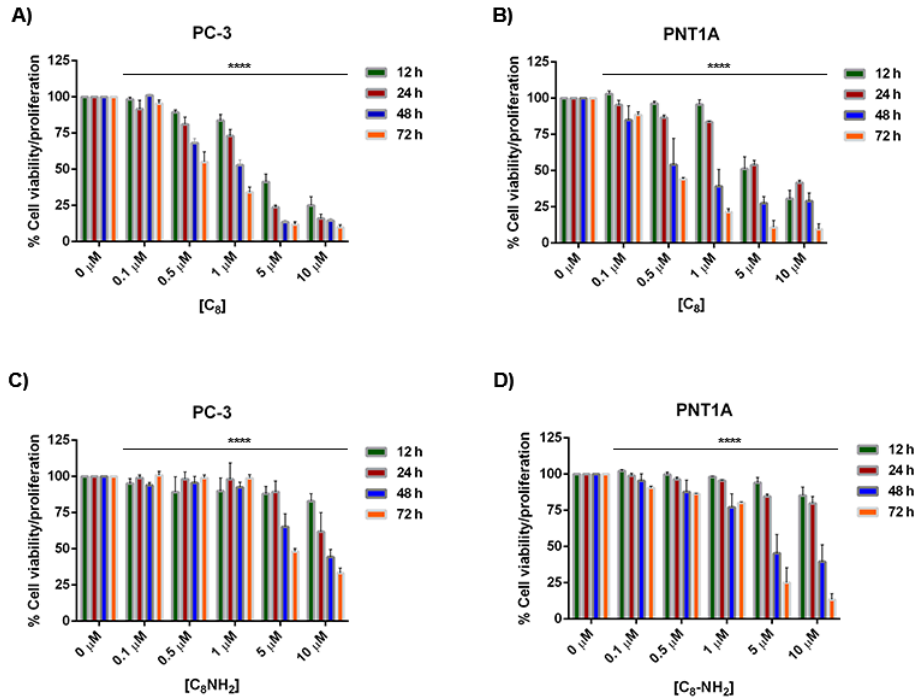 A)
PC-3
% Cell viability/proliferation
125
100
75
50
25
0
****
12 h
24 h
48 h
72 h
0 µM
0.1 µM
0.5 µM
1 µM
5 µM
10 µM
[C₈]
B)
PNT1A
% Cell viability/proliferation
125
100
75
50
25
0
****
12 h
24 h
48 h
72 h
0 µM
0.1 µM
0.5 µM
1 µM
5 µM
10 µM
[C₈]
C)
PC-3
% Cell viability/proliferation
125
100
75
50
25
0
****
12 h
24 h
48 h
72 h
0 µM
0.1 µM
0.5 µM
1 µM
5 µM
10 µM
[C₈NH₂]
D)
PNT1A
% Cell viability/proliferation
125
100
75
50
25
0
****
12 h
24 h
48 h
72 h
0 µM
0.1 µM
0.5 µM
1 µM
5 µM
10 µM
[C₈-NH₂]